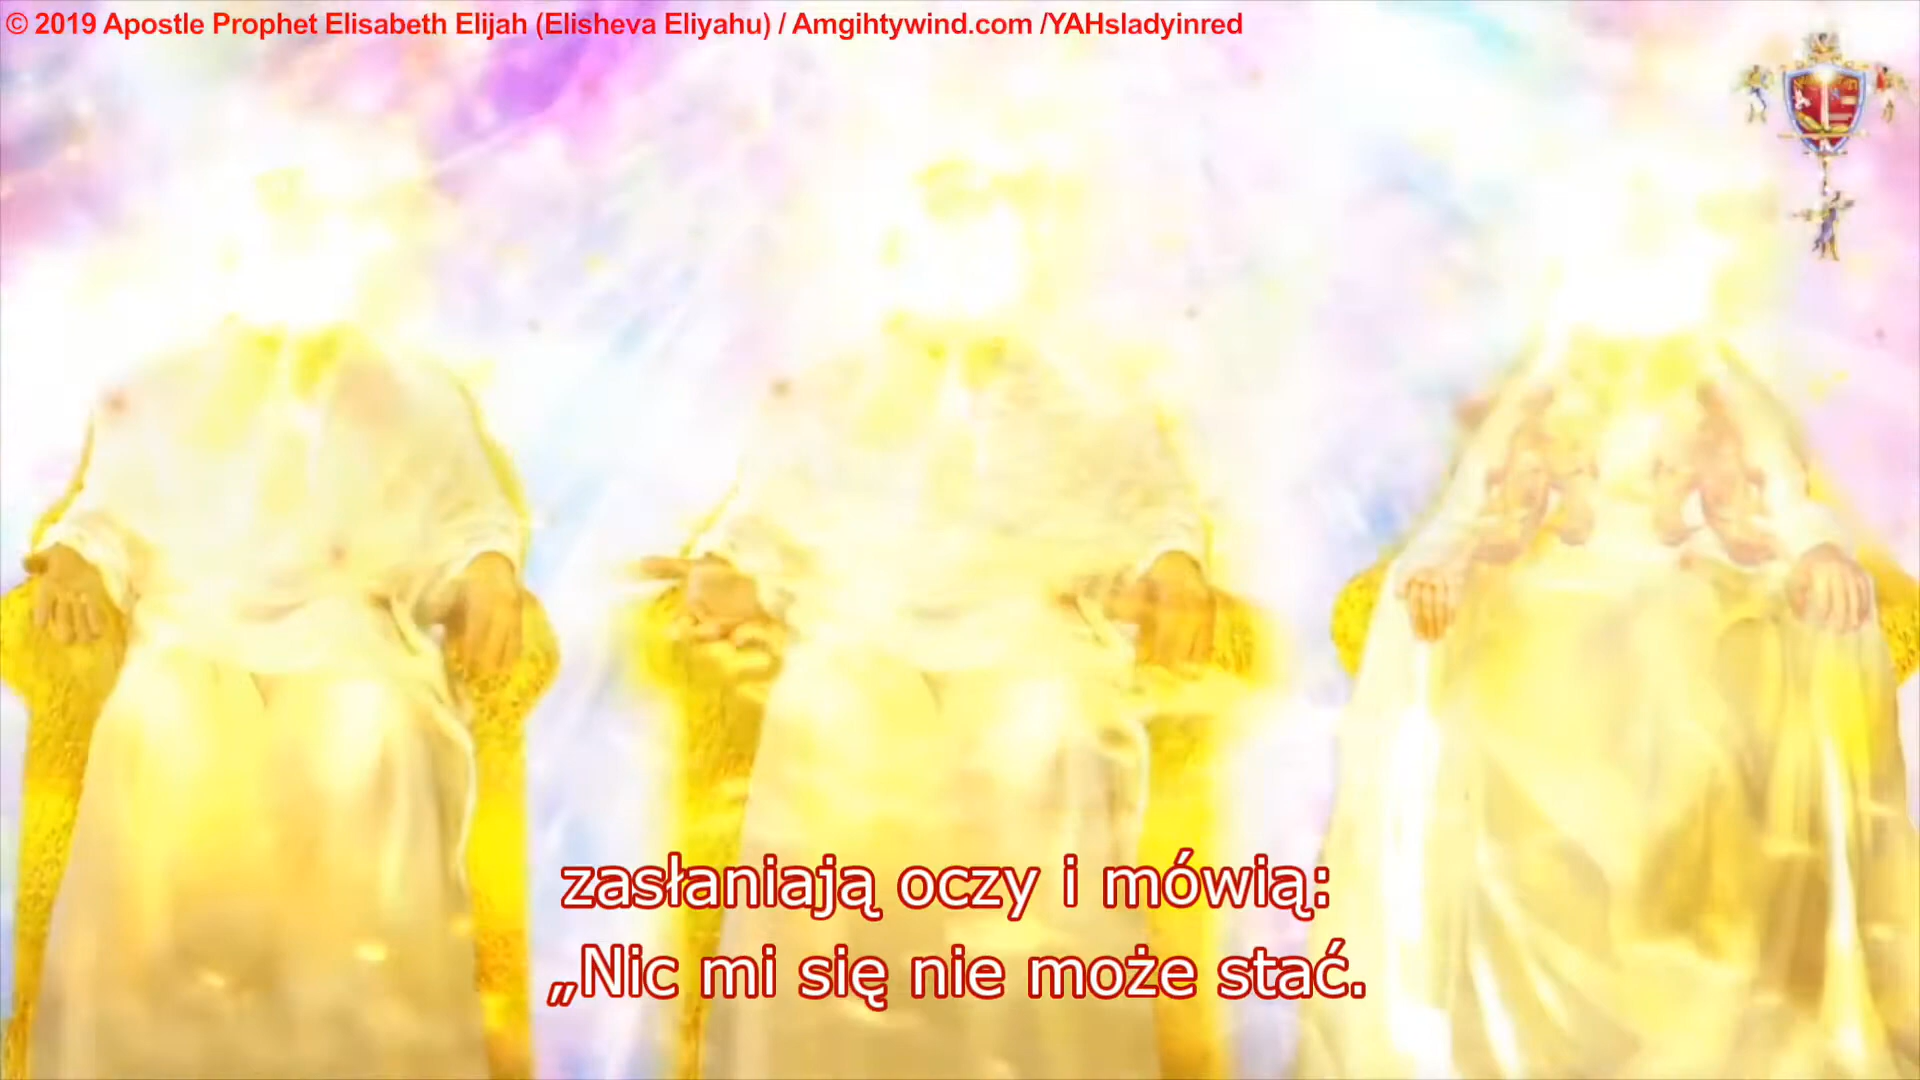 © 2019 Apostle Prophet Elisabeth Elijah (Elisheva Eliyahu) / Amgihtywind.com /YAHsladyinred
zasłaniają oczy i mówią:
„Nic mi się nie może stać.